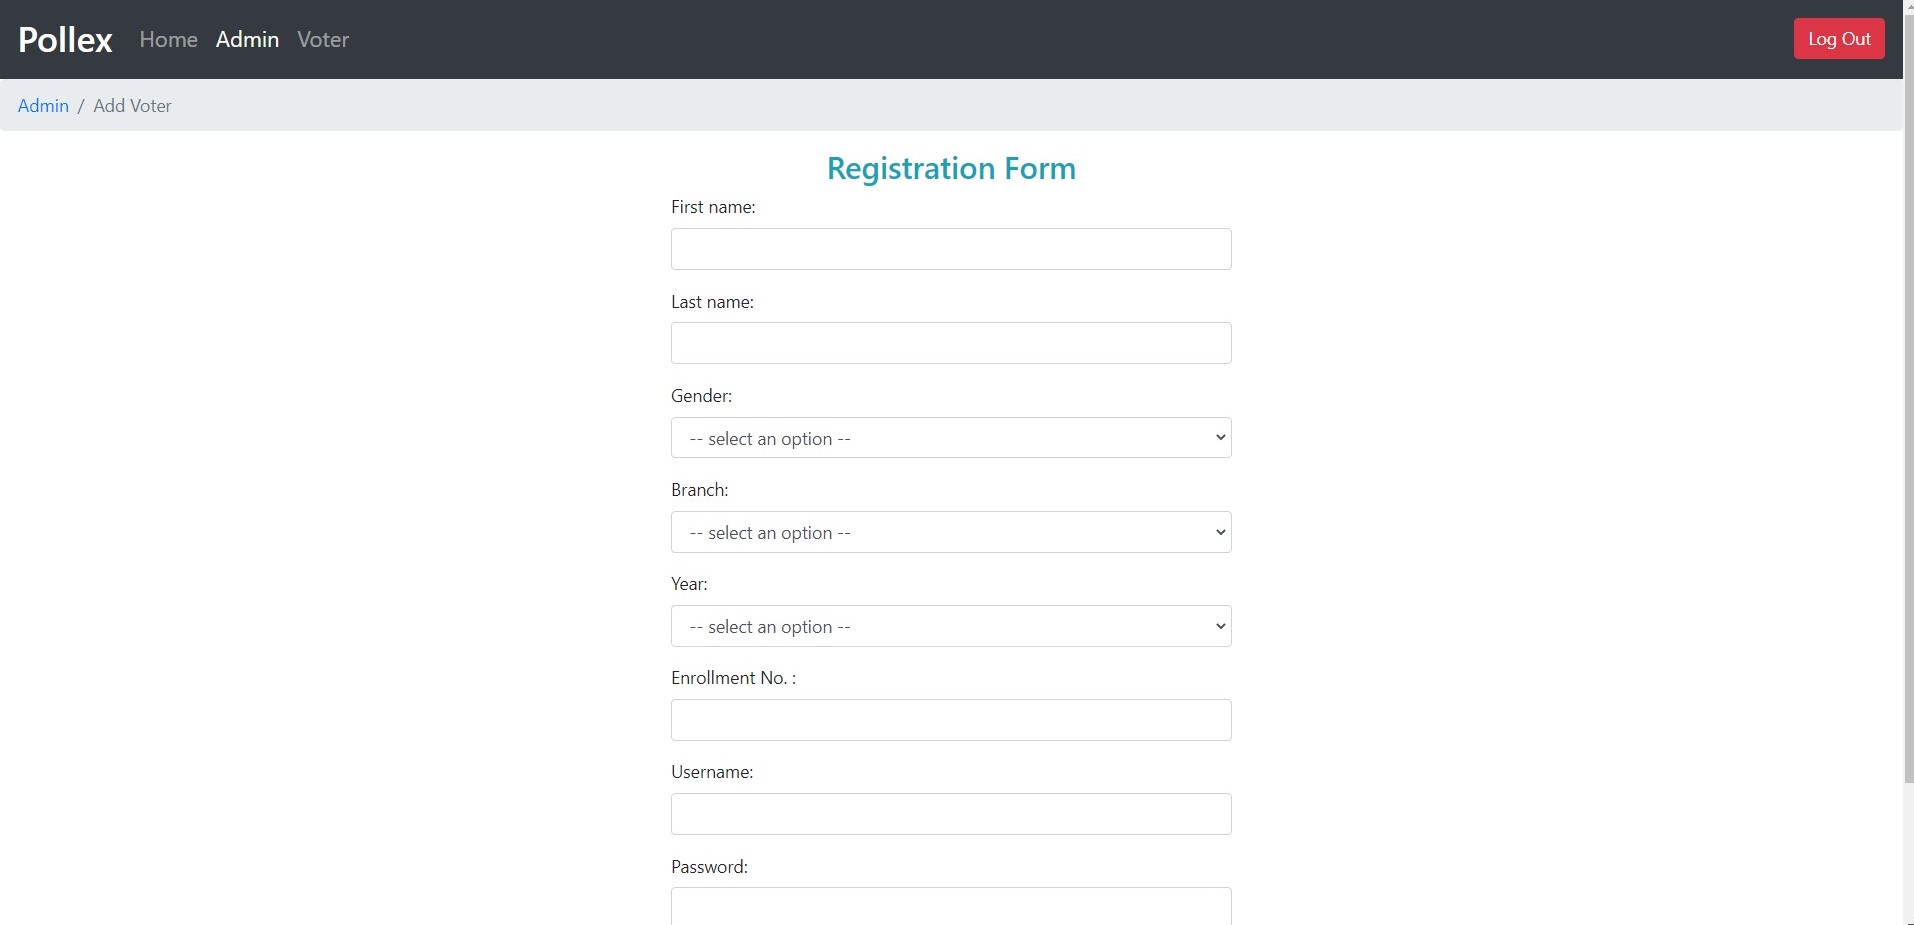 Pollex Home Admin Voter Log Out
Admin / Add Voter
Registration Form
First name:
Last name:
Gender:
-- select an option --
Branch:
-- select an option --
Year:
-- select an option --
Enrollment No. :
Username:
Password: